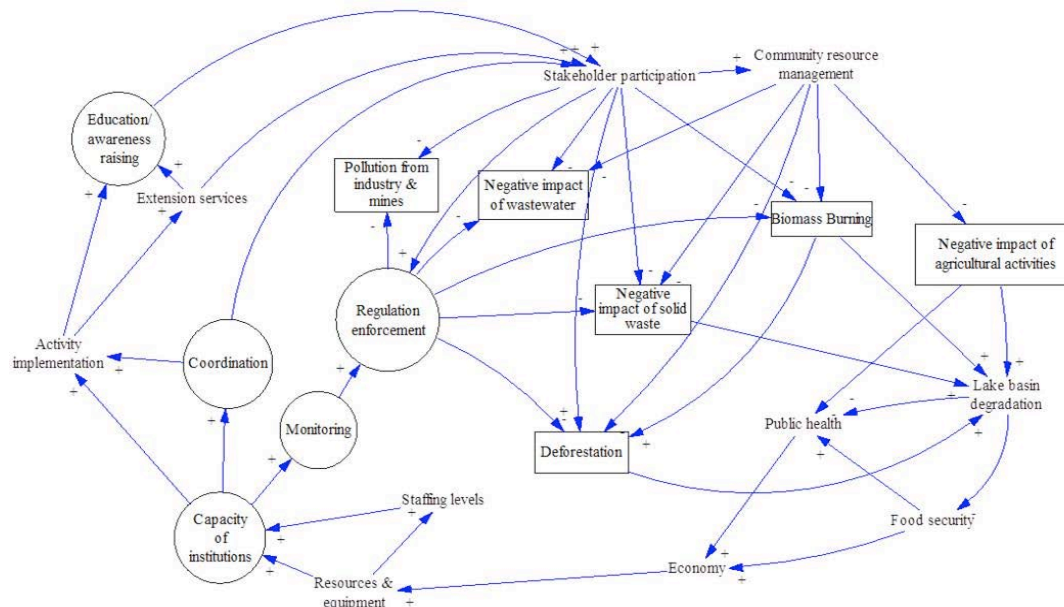 Stakeholder participation
Community resource
management
Education/
awareness
raising
Extension services
Pollution from
industry &
mines
Negative impact
of wastewater
Biomass Burning
Negative impact of
agricultural activities
Regulation
enforcement
Negative
impact of solid
waste
Activity
implementation
Coordination
Monitoring
Deforestation
Public health
Lake basin
degradation
Capacity
of
institutions
Staffing levels
Food security
Resources &
equipment
Economy